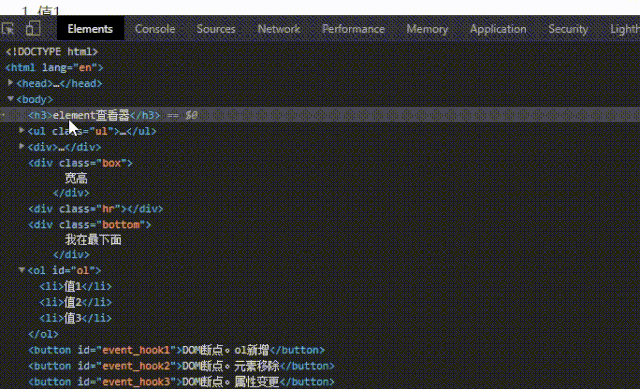 1. 值1
Elements Console Sources Network Performance Memory Application Security Lighth
<!DOCTYPE html>
<html lang="en">
<head>…</head>
<body>
<h3>element查看器</h3> == $0
<ul class="ul">…</ul>
<div>…</div>
<div class="box">
宽高
</div>
<div class="hr"></div>
<div class="bottom">
我在最下面
</div>
<ol id="ol">
<li>值1</li>
<li>值2</li>
<li>值3</li>
</ol>
<button id="event_hook1">DOM断点。ol新增</button>
<button id="event_hook2">DOM断点。元素移除</button>
<button id="event_hook3">DOM断点。属性变更</button>